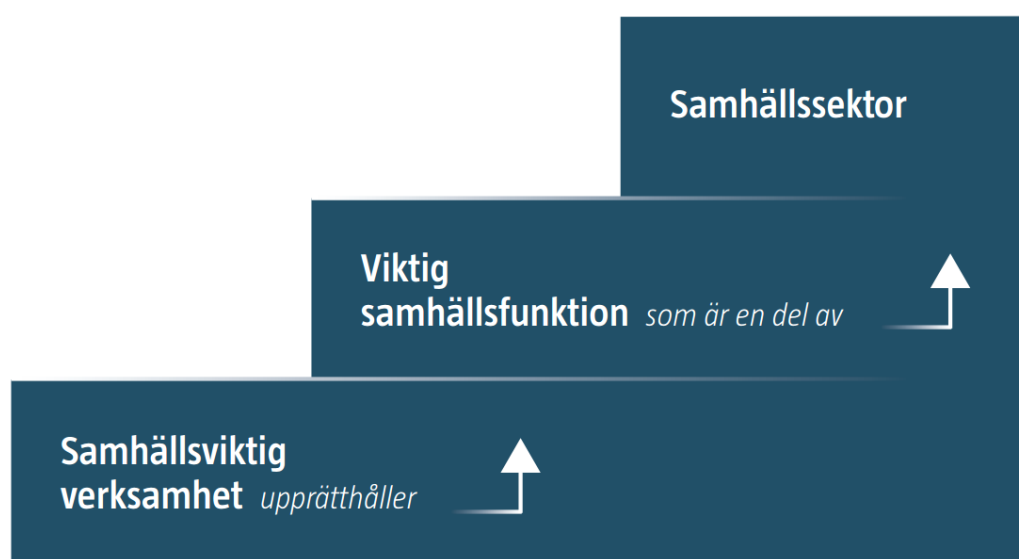 Samhällssektor
Viktig
samhällsfunktion som är en del av
Samhällsviktig
verksamhet upprätthåller